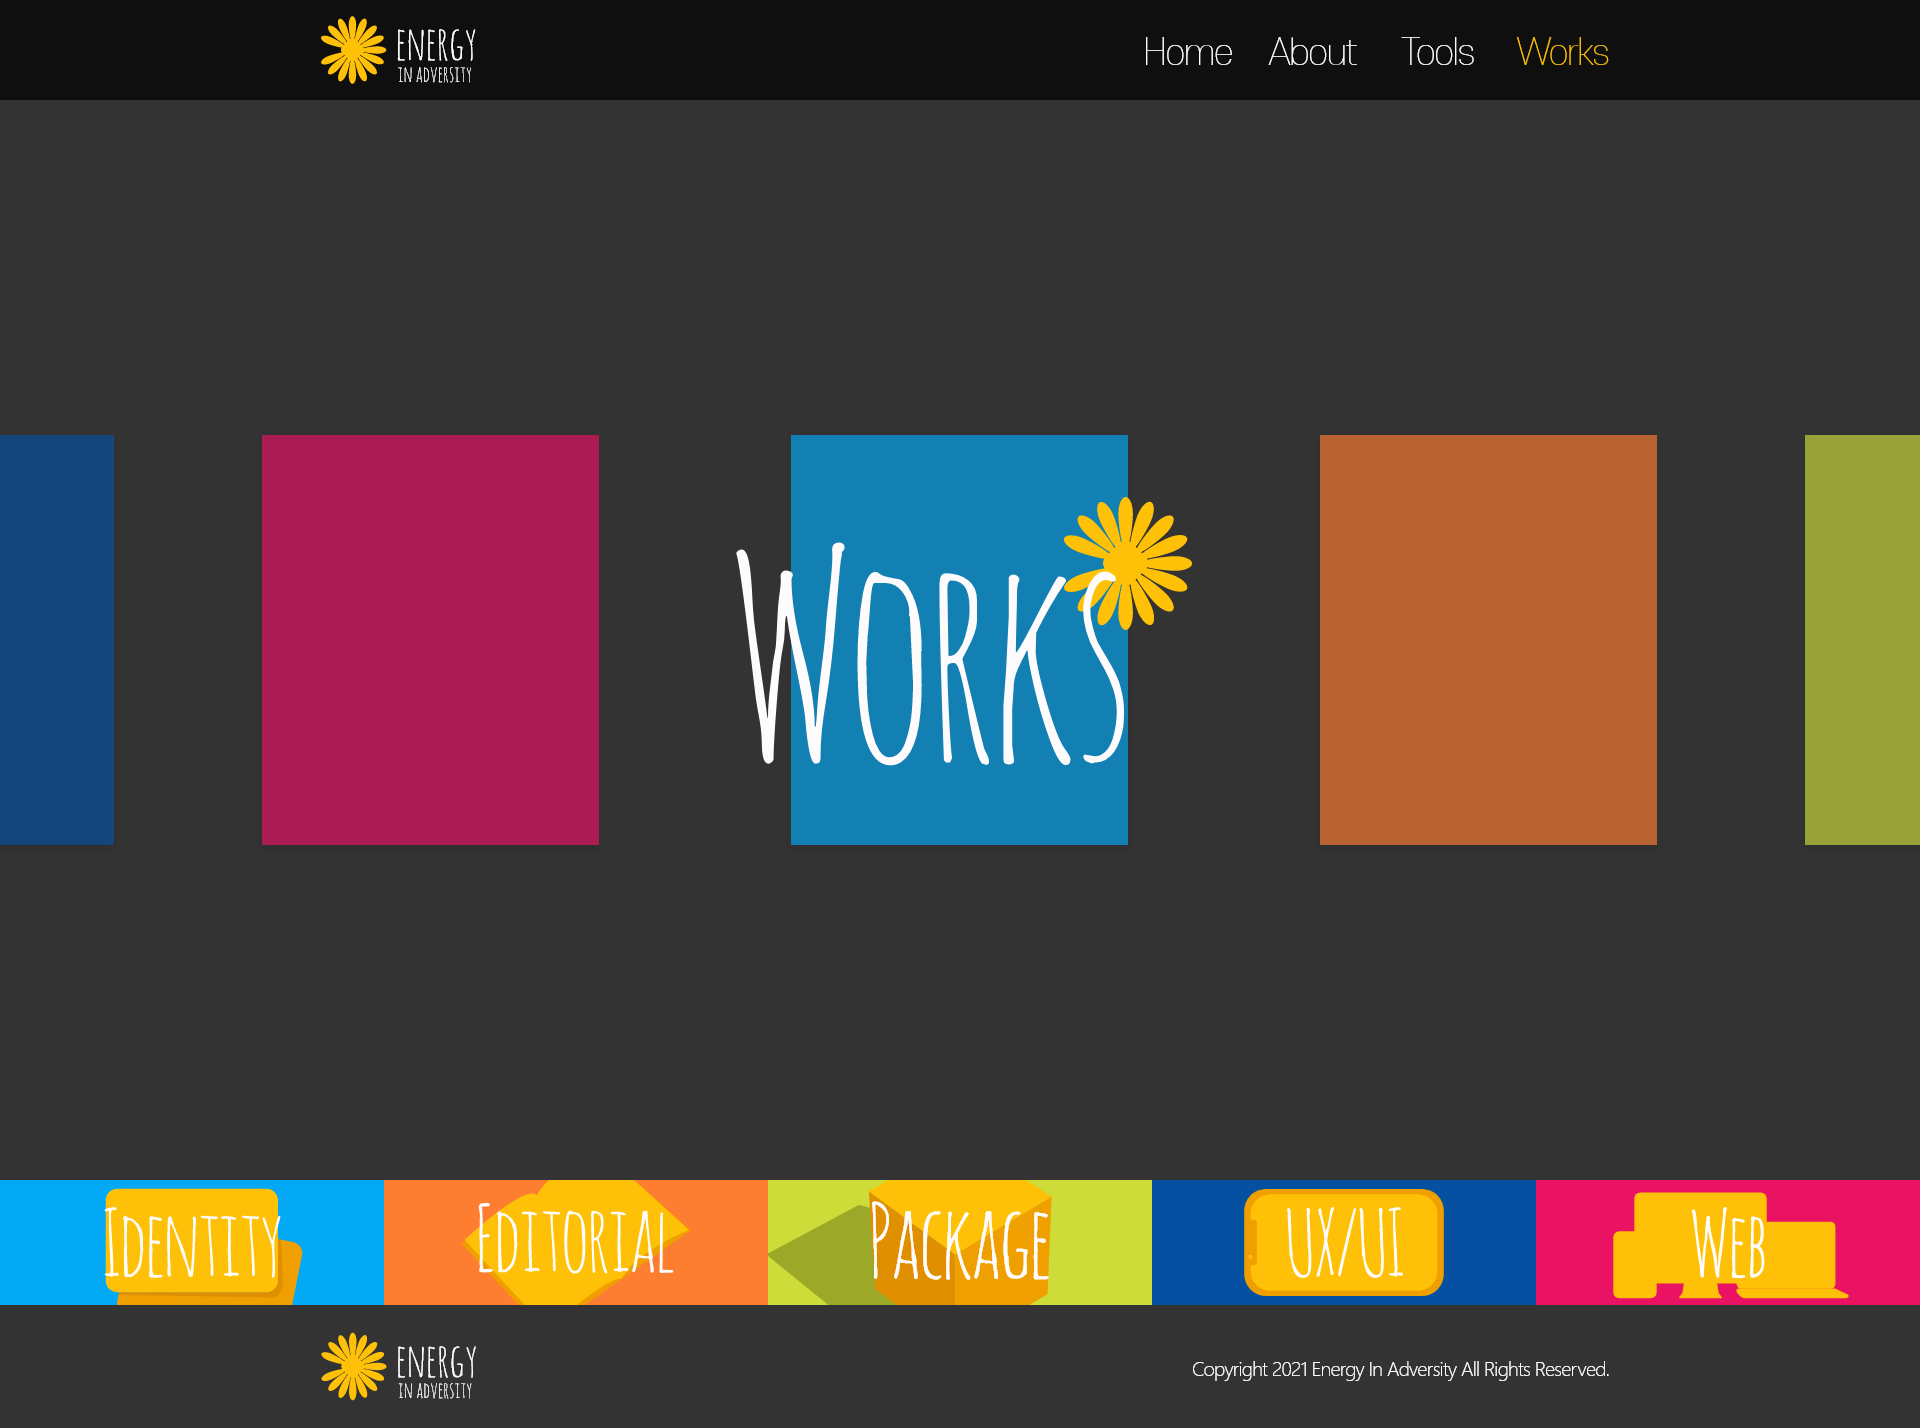 ENERGY
IN ADVERSITY
Home About Tools Works
WORKS
IDENTITY
EDITORIAL
PACKAGE
UX/UI
WEB
ENERGY
IN ADVERSITY
Copyright 2021 Energy In Adversity All Rights Reserved.